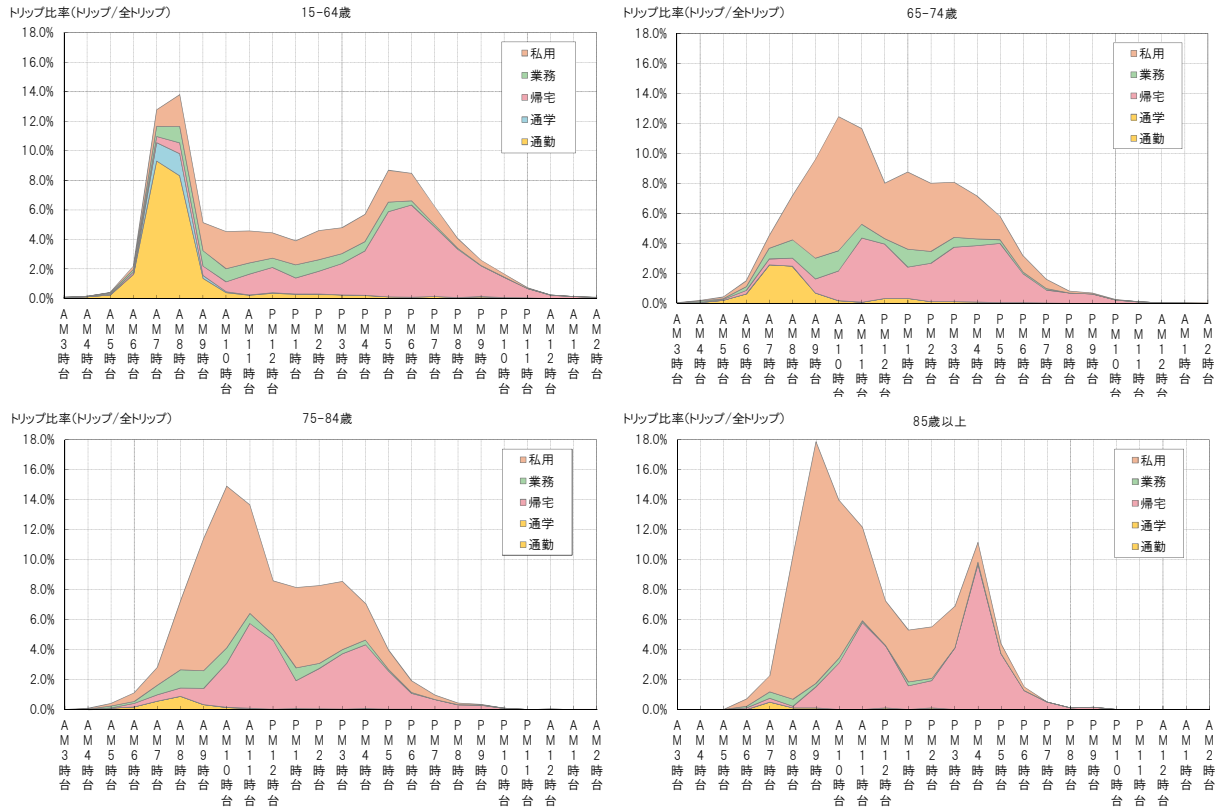 トリップ比率(トリップ/全トリップ)
15-64歳
18.0%
16.0%
14.0%
12.0%
10.0%
8.0%
6.0%
4.0%
2.0%
0.0%
私用
業務
帰宅
通学
通勤
AM3時台
AM4時台
AM5時台
AM6時台
AM7時台
AM8時台
AM9時台
AM10時台
AM11時台
PM12時台
PM1時台
PM2時台
PM3時台
PM4時台
PM5時台
PM6時台
PM7時台
PM8時台
PM9時台
PM10時台
PM11時台
AM12時台
AM1時台
AM2時台
トリップ比率(トリップ/全トリップ)
65-74歳
18.0%
16.0%
14.0%
12.0%
10.0%
8.0%
6.0%
4.0%
2.0%
0.0%
私用
業務
帰宅
通学
通勤
AM3時台
AM4時台
AM5時台
AM6時台
AM7時台
AM8時台
AM9時台
AM10時台
AM11時台
PM12時台
PM1時台
PM2時台
PM3時台
PM4時台
PM5時台
PM6時台
PM7時台
PM8時台
PM9時台
PM10時台
PM11時台
AM12時台
AM1時台
AM2時台
トリップ比率(トリップ/全トリップ)
75-84歳
18.0%
16.0%
14.0%
12.0%
10.0%
8.0%
6.0%
4.0%
2.0%
0.0%
私用
業務
帰宅
通学
通勤
AM3時台
AM4時台
AM5時台
AM6時台
AM7時台
AM8時台
AM9時台
AM10時台
AM11時台
PM12時台
PM1時台
PM2時台
PM3時台
PM4時台
PM5時台
PM6時台
PM7時台
PM8時台
PM9時台
PM10時台
PM11時台
AM12時台
AM1時台
AM2時台
トリップ比率(トリップ/全トリップ)
85歳以上
18.0%
16.0%
14.0%
12.0%
10.0%
8.0%
6.0%
4.0%
2.0%
0.0%
私用
業務
帰宅
通学
通勤
AM3時台
AM4時台
AM5時台
AM6時台
AM7時台
AM8時台
AM9時台
AM10時台
AM11時台
PM12時台
PM1時台
PM2時台
PM3時台
PM4時台
PM5時台
PM6時台
PM7時台
PM8時台
PM9時台
PM10時台
PM11時台
AM12時台
AM1時台
AM2時台